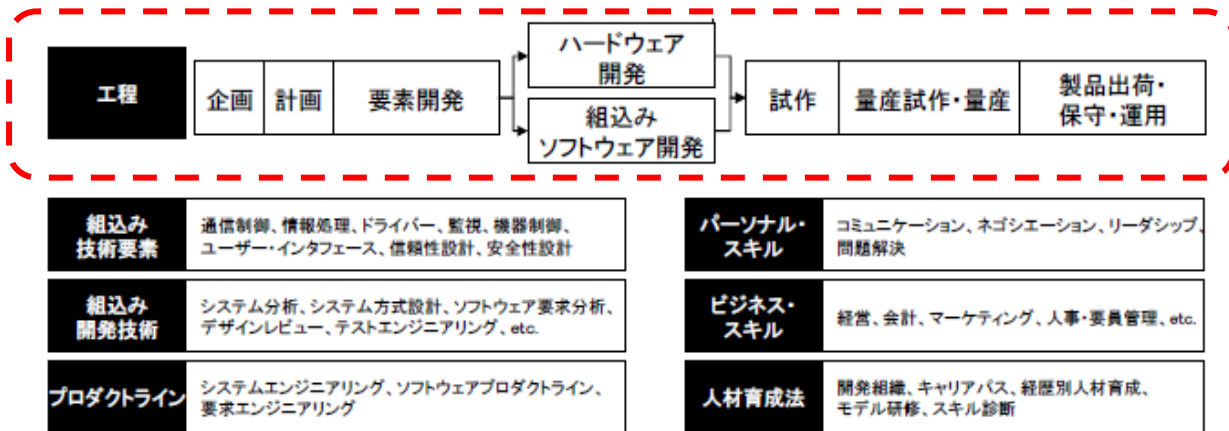 工程
企画
計画
要素開発
ハードウェア
開発
組込み
ソフトウェア開発
試作
量産試作・量産
製品出荷・
保守・運用
組込み
技術要素
通信制御、情報処理、ドライバー、監視、機器制御、
ユーザー・インタフェース、信頼性設計、安全性設計
パーソナル・
スキル
コミュニケーション、ネゴシエーション、リーダシップ、
問題解決
組込み
開発技術
システム分析、システム方式設計、ソフトウェア要求分析、
デザインレビュー、テストエンジニアリング、etc.
ビジネス・
スキル
経営、会計、マーケティング、人事・要員管理、etc.
プロダクトライン
システムエンジニアリング、ソフトウェアプロダクトライン、
要求エンジニアリング
人材育成法
開発組織、キャリアパス、経歴別人材育成、
モデル研修、スキル診断